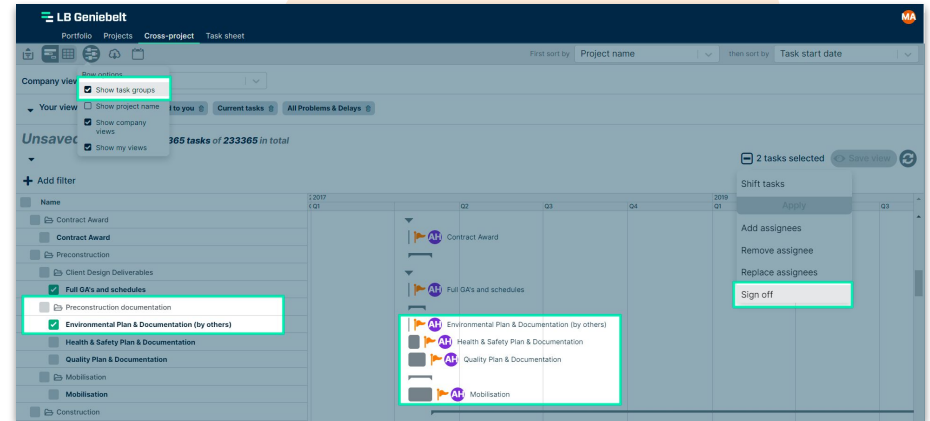 LB Geniebelt
MA
Portfolio Projects Cross-project Task sheet
First sort by Project name then sort by Task start date
Row options
Company view
Show task groups
Your view
Show project name
d to you Current tasks All Problems & Delays
Show company
views
Unsaved
365 tasks of 233365 in total
Show my views
2 tasks selected Save view
Add filter
Shift tasks
Name
2017
2019
Q1 Q2 Q3 Q4 Q1 Q3
Apply
Contract Award
Add assignees
Contract Award
AH Contract Award
Preconstruction
Remove assignee
Client Design Deliverables
Replace assignees
Full GA's and schedules
AH Full GA's and schedules
Sign off
Preconstruction documentation
Environmental Plan & Documentation (by others)
AH Environmental Plan & Documentation (by others)
Health & Safety Plan & Documentation
AH Health & Safety Plan & Documentation
Quality Plan & Documentation
AH Quality Plan & Documentation
Mobilisation
Mobilisation
AH Mobilisation
Construction